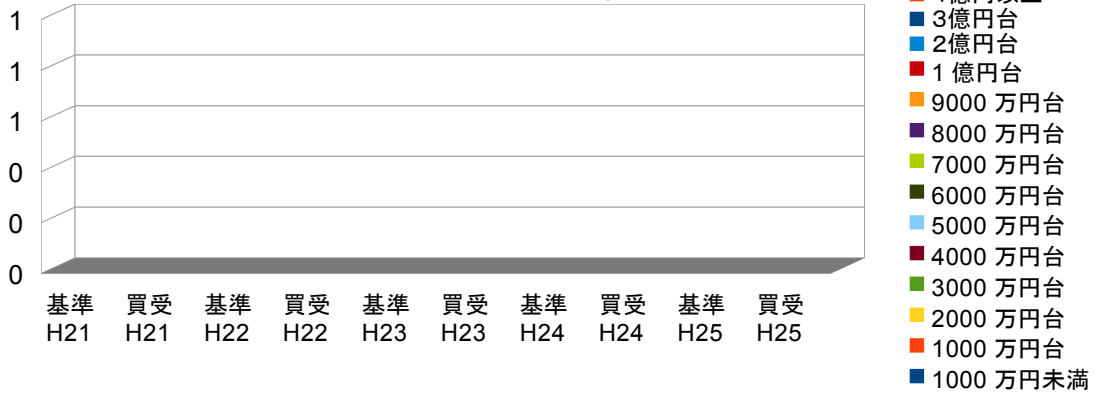 1
1
1
0
0
0
基準 買受 基準 買受 基準 買受 基準 買受 基準 買受
H21 H21 H22 H22 H23 H23 H24 H24 H25 H25
3億円台
2億円台
1 億円台
9000 万円台
8000 万円台
7000 万円台
6000 万円台
5000 万円台
4000 万円台
3000 万円台
2000 万円台
1000 万円台
1000 万円未満